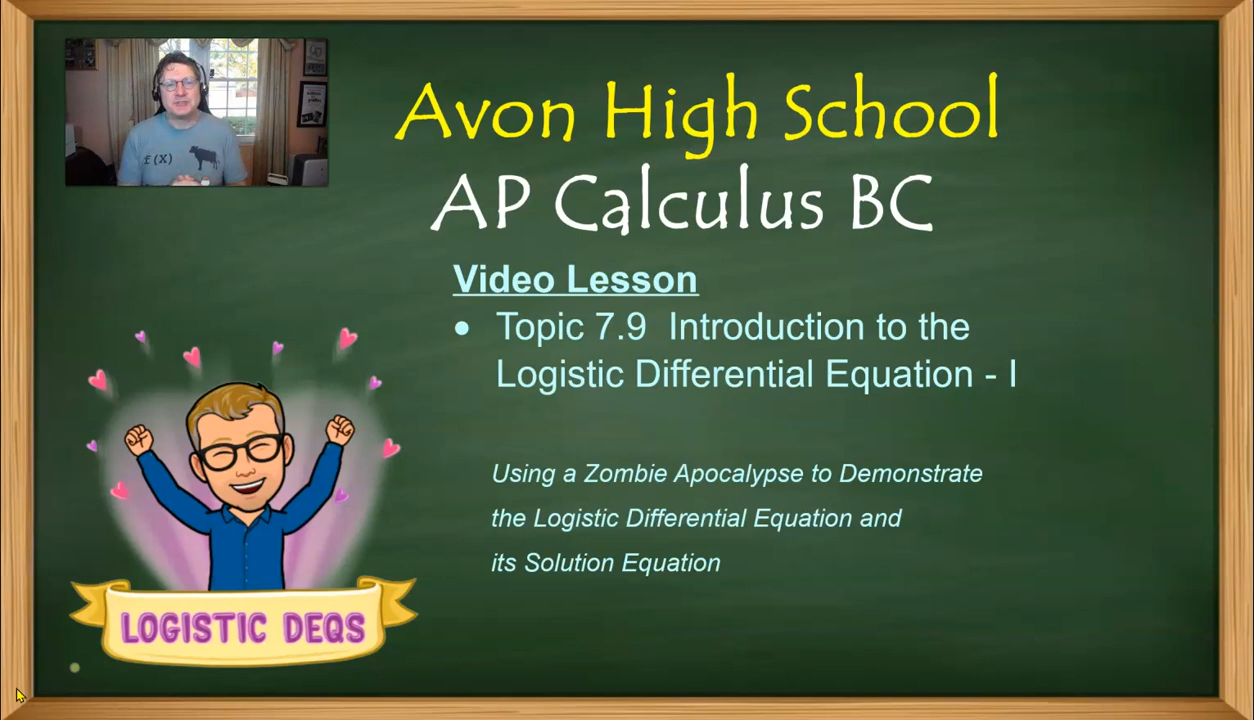 Avon High School
AP Calculus BC
Video Lesson
• Topic 7.9 Introduction to the
Logistic Differential Equation - I
Using a Zombie Apocalypse to Demonstrate
the Logistic Differential Equation and
its Solution Equation
f(x)
LOGISTIC DEQS